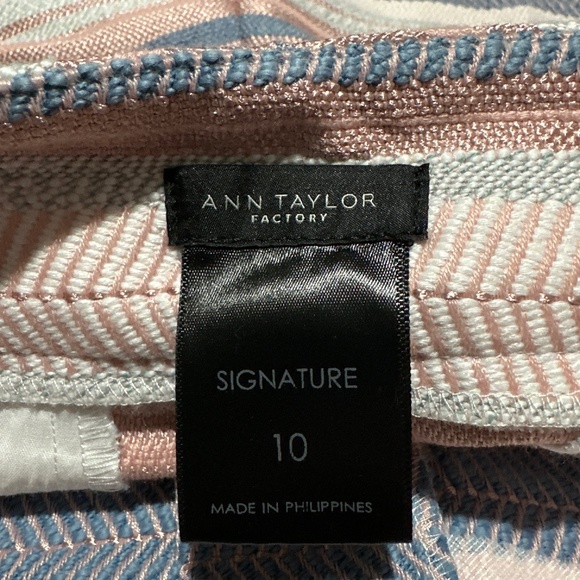 ANN TAYLOR
FACTORY
SIGNATURE
10
MADE IN PHILIPPINES